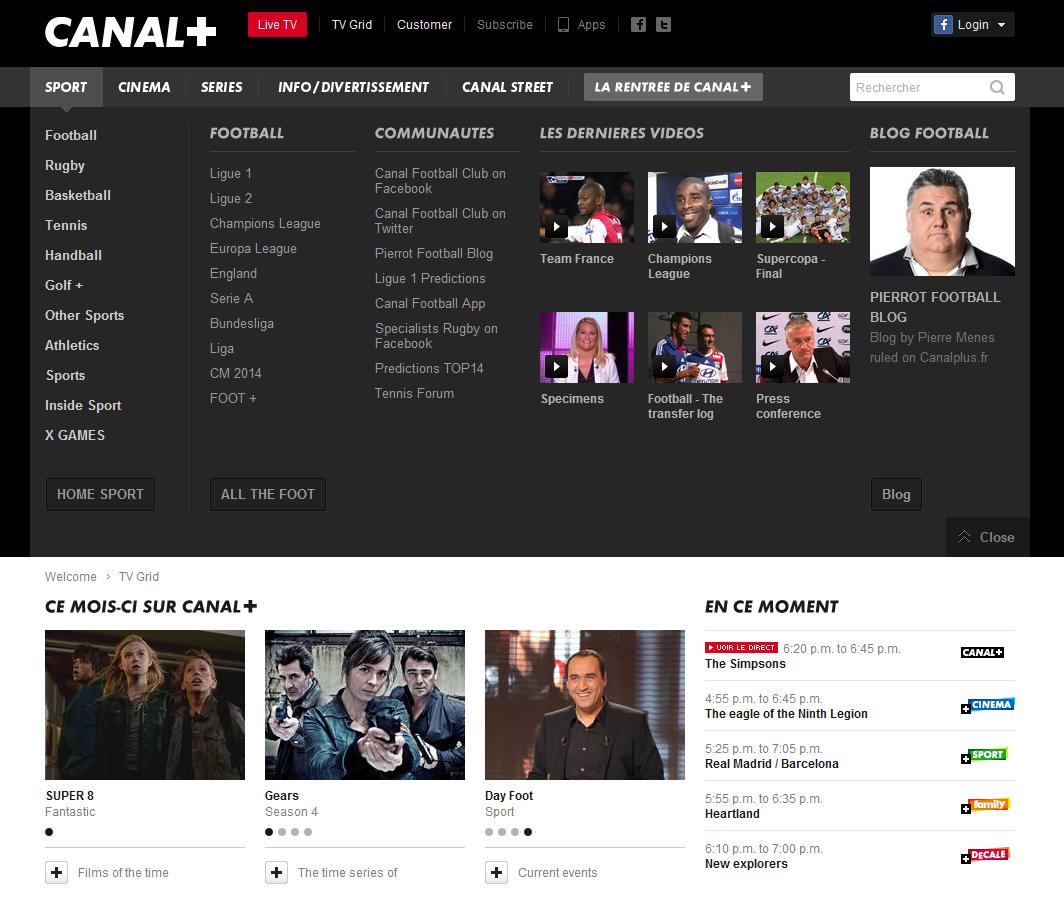 CANAL+
Live TV
TV Grid
Customer
Subscribe
Apps
Login
SPORT
CINEMA
SERIES
INFO/DIVERTISSEMENT
CANAL STREET
LA RENTREE DE CANAL+
Rechercher
Football
Rugby
Basketball
Tennis
Handball
Golf +
Other Sports
Athletics
Sports
Inside Sport
X GAMES
HOME SPORT
FOOTBALL
Ligue 1
Ligue 2
Champions League
Europa League
England
Serie A
Bundesliga
Liga
CM 2014
FOOT +
ALL THE FOOT
COMMUNAUTES
Canal Football Club on
Facebook
Canal Football Club on
Twitter
Pierrot Football Blog
Ligue 1 Predictions
Canal Football App
Specialists Rugby on
Facebook
Predictions TOP14
Tennis Forum
LES DERNIERES VIDEOS
Team France
Champions
League
Supercopa -
Final
Specimens
Football - The
transfer log
Press
conference
BLOG FOOTBALL
PIERROT FOOTBALL
BLOG
Blog by Pierre Menes
ruled on Canalplus.fr
Blog
Close
Welcome > TV Grid
CE MOIS-CI SUR CANAL+
SUPER 8
Fantastic
Films of the time
Gears
Season 4
The time series of
Day Foot
Sport
Current events
EN CE MOMENT
VOIR LE DIRECT 6:20 p.m. to 6:45 p.m.
The Simpsons
CANAL+
4:55 p.m. to 6:45 p.m.
The eagle of the Ninth Legion
+ CINEMA
5:25 p.m. to 7:05 p.m.
Real Madrid / Barcelona
+ SPORT
5:55 p.m. to 6:35 p.m.
Heartland
+ family
6:10 p.m. to 7:00 p.m.
New explorers
+ DECALE